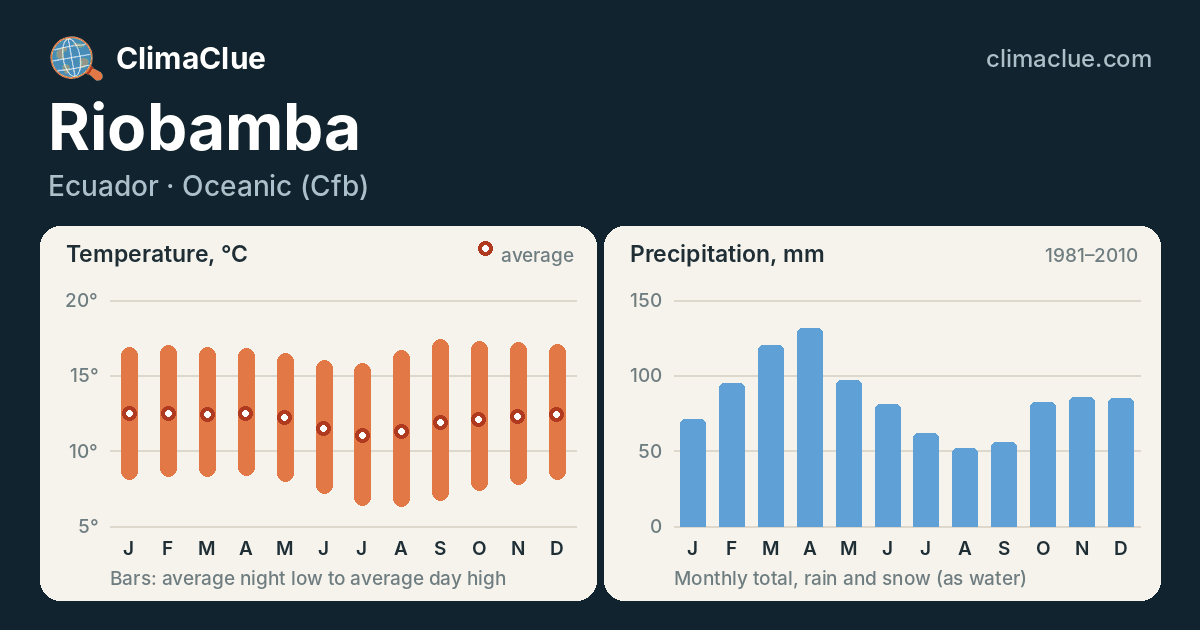 ClimaClue
climaclue.com
Riobamba
Ecuador · Oceanic (Cfb)
Temperature, °C
average
20°
15°
10°
5°
J F M A M J J A S O N D
Bars: average night low to average day high
Precipitation, mm
1981–2010
150
100
50
0
J F M A M J J A S O N D
Monthly total, rain and snow (as water)